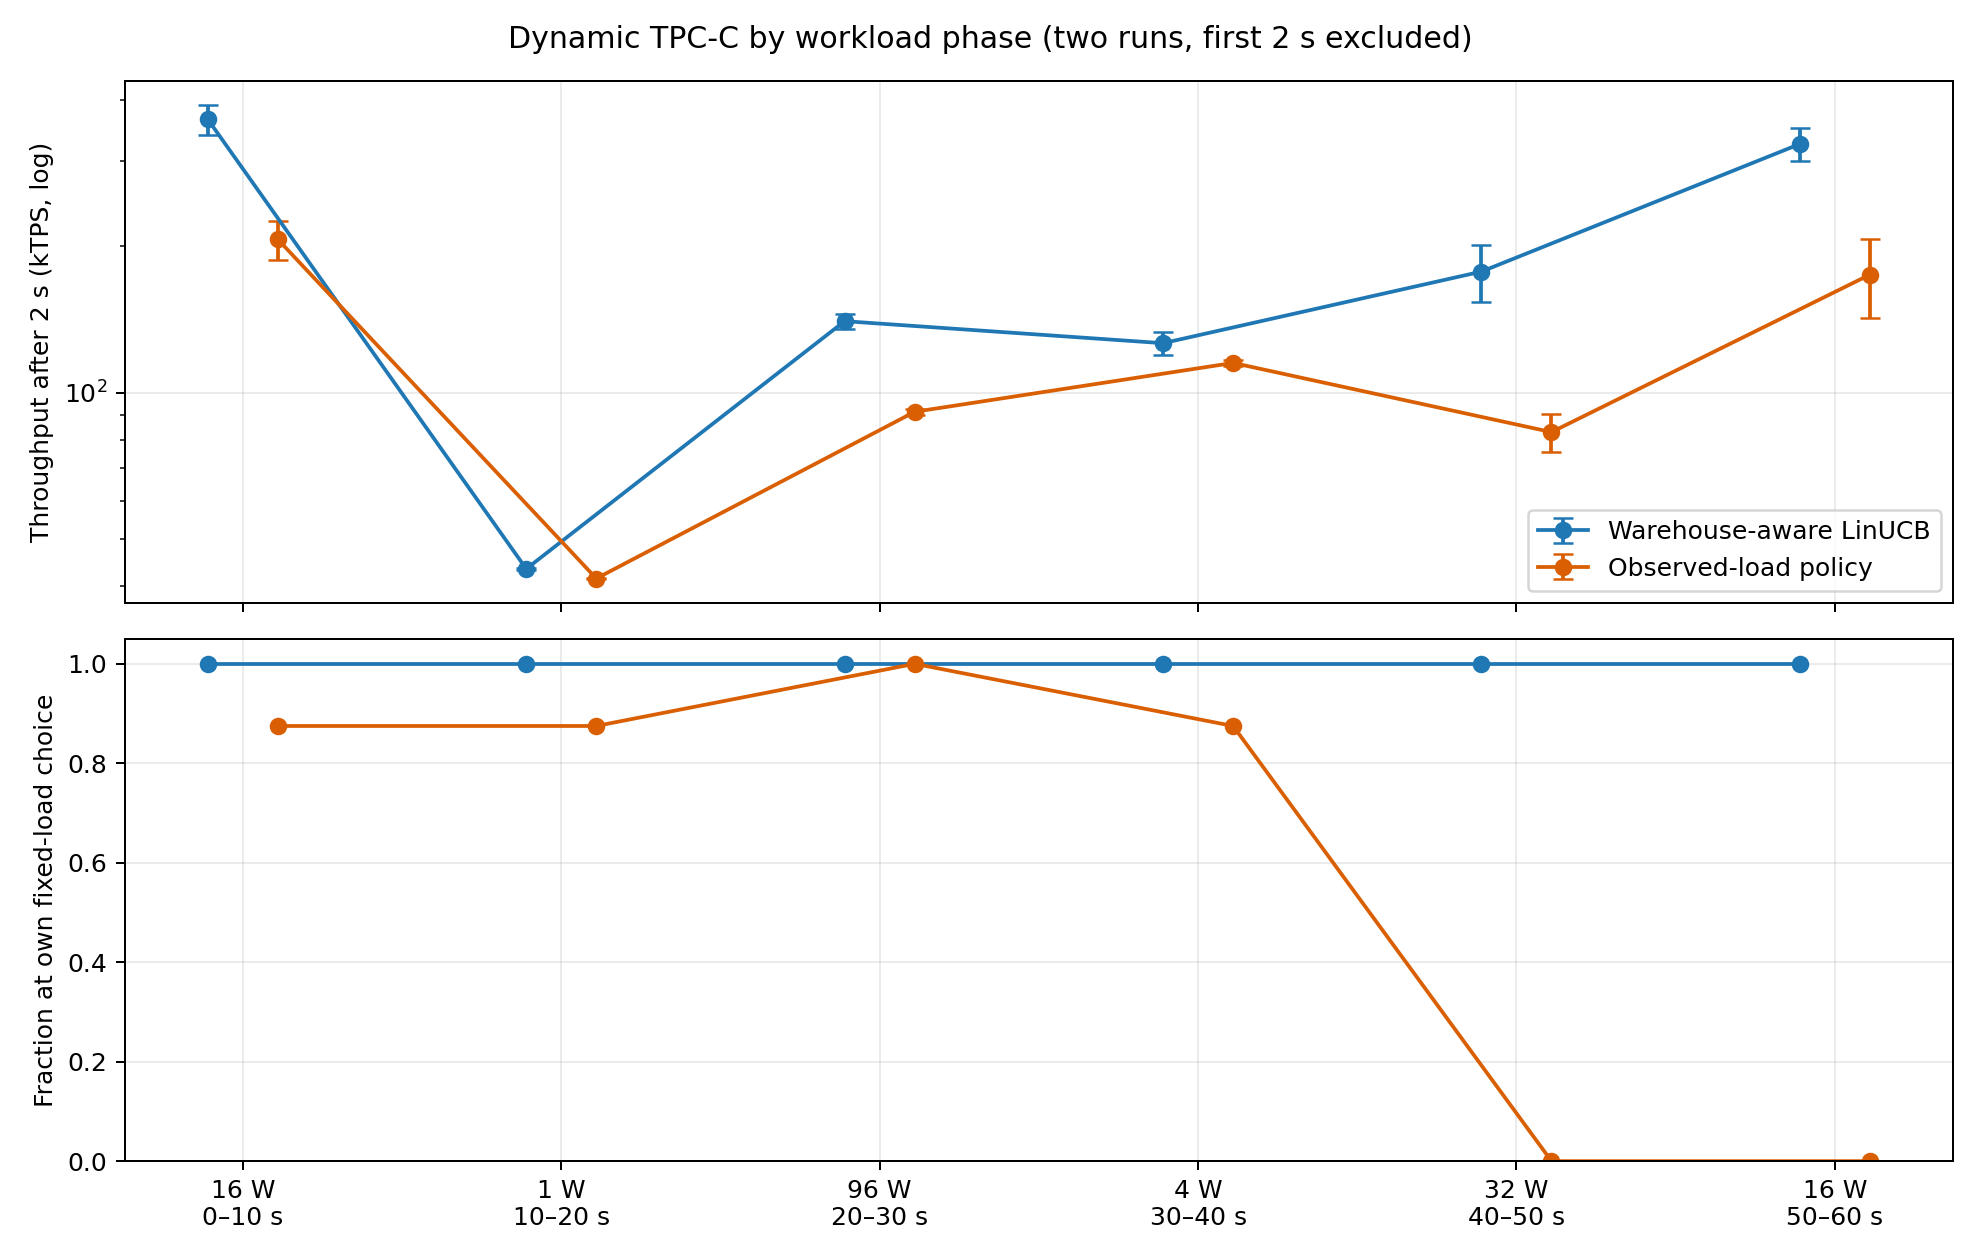 Dynamic TPC-C by workload phase (two runs, first 2 s excluded)
Throughput after 2 s (kTPS, log)
10²
Warehouse-aware LinUCB
Observed-load policy
Fraction at own fixed-load choice
1.0
0.8
0.6
0.4
0.2
0.0
16 W
0–10 s
1 W
10–20 s
96 W
20–30 s
4 W
30–40 s
32 W
40–50 s
16 W
50–60 s